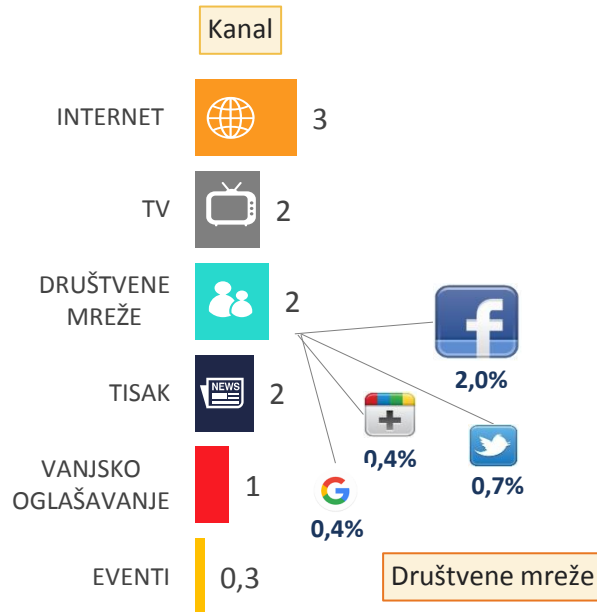 Kanal
INTERNET
3
TV
2
DRUŠTVENE
MREŽE
2
2,0%
TISAK
NEWS
2
0,4%
0,7%
VANJSKO
OGLAŠAVANJE
1
0,4%
EVENTI
0,3
Društvene mreže